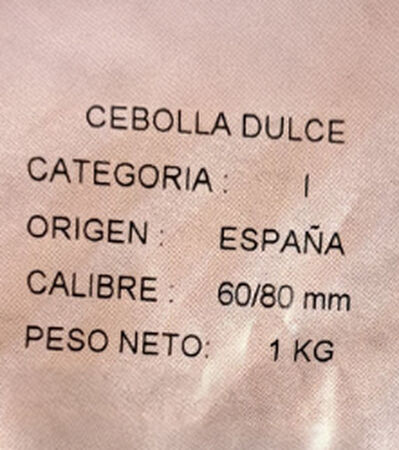 CEBOLLA DULCE
CATEGORIA : I
ORIGEN : ESPAÑA
CALIBRE : 60/80 mm
PESO NETO: 1 KG